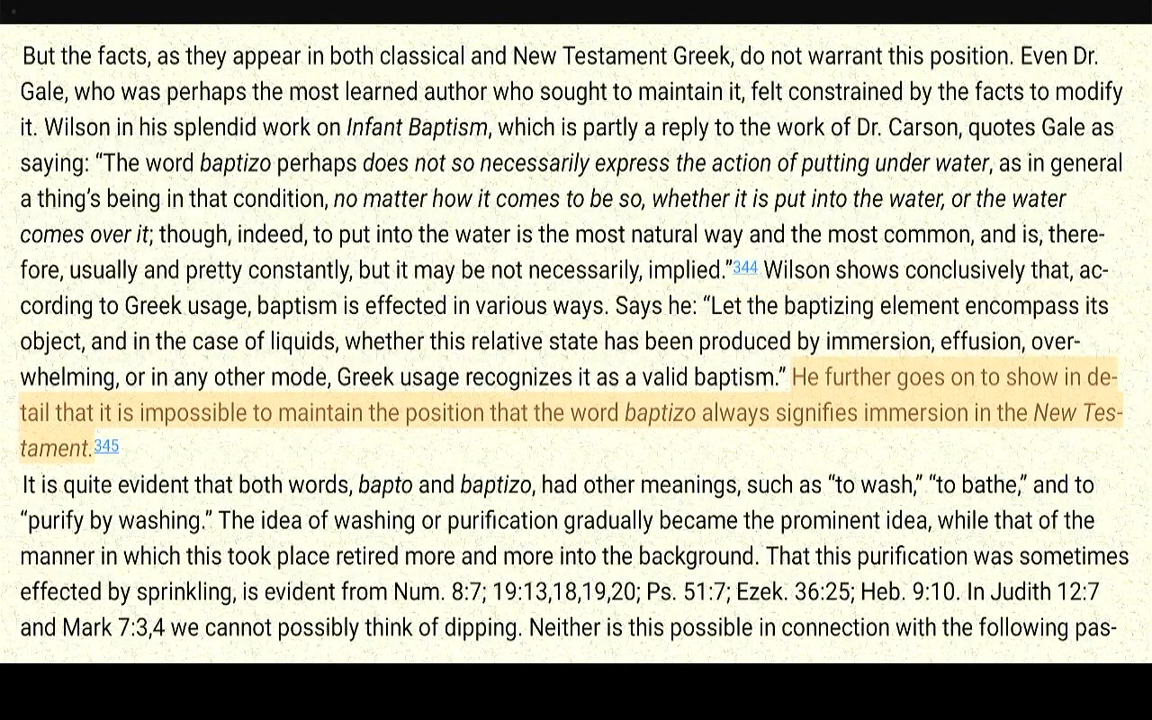 But the facts, as they appear in both classical and New Testament Greek, do not warrant this position. Even Dr.
Gale, who was perhaps the most learned author who sought to maintain it, felt constrained by the facts to modify
it. Wilson in his splendid work on Infant Baptism, which is partly a reply to the work of Dr. Carson, quotes Gale as
saying: “The word baptizo perhaps does not so necessarily express the action of putting under water, as in general
a thing’s being in that condition, no matter how it comes to be so, whether it is put into the water, or the water
comes over it; though, indeed, to put into the water is the most natural way and the most common, and is, there-
fore, usually and pretty constantly, but it may be not necessarily, implied.”344 Wilson shows conclusively that, ac-
cording to Greek usage, baptism is effected in various ways. Says he: “Let the baptizing element encompass its
object, and in the case of liquids, whether this relative state has been produced by immersion, effusion, over-
whelming, or in any other mode, Greek usage recognizes it as a valid baptism.” He further goes on to show in de-
tail that it is impossible to maintain the position that the word baptizo always signifies immersion in the New Tes-
tament.345
It is quite evident that both words, bapto and baptizo, had other meanings, such as “to wash,” “to bathe,” and to
“purify by washing.” The idea of washing or purification gradually became the prominent idea, while that of the
manner in which this took place retired more and more into the background. That this purification was sometimes
effected by sprinkling, is evident from Num. 8:7; 19:13,18,19,20; Ps. 51:7; Ezek. 36:25; Heb. 9:10. In Judith 12:7
and Mark 7:3,4 we cannot possibly think of dipping. Neither is this possible in connection with the following pas-